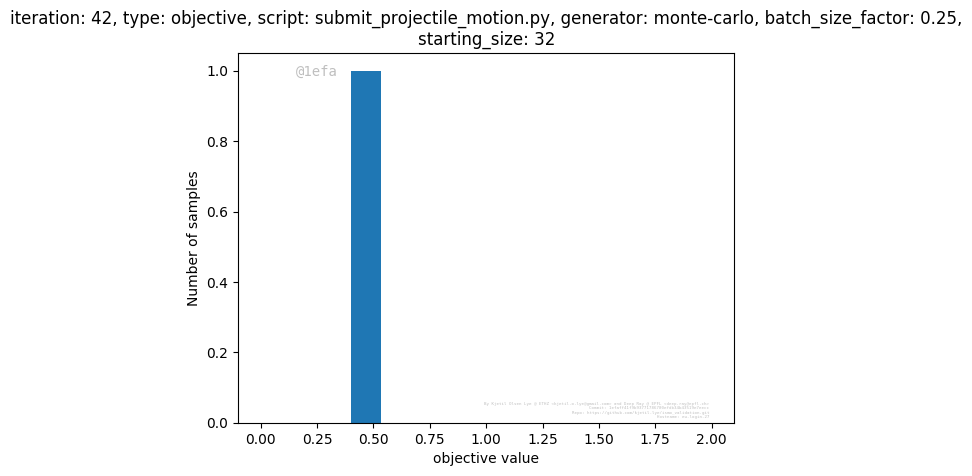 iteration: 42, type: objective, script: submit_projectile_motion.py, generator: monte-carlo, batch_size_factor: 0.25,
starting_size: 32
@1efa
1.0
0.8
0.6
0.4
0.2
0.0
Number of samples
0.00 0.25 0.50 0.75 1.00 1.25 1.50 1.75 2.00
objective value